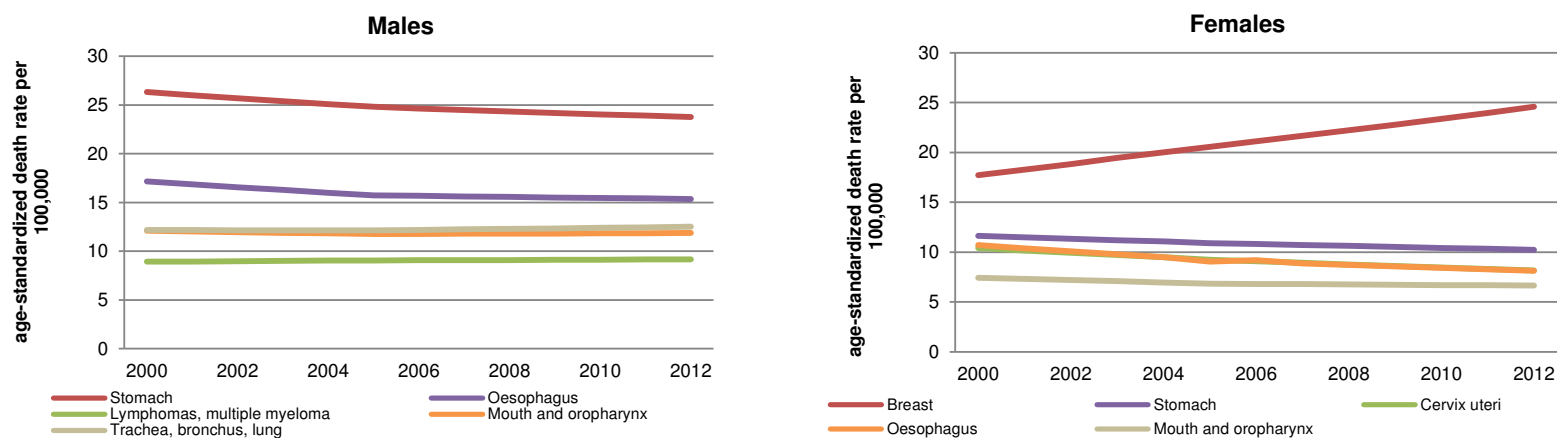 Males
age-standardized death rate per
100,000
30
25
20
15
10
5
0
2000 2002 2004 2006 2008 2010 2012
Stomach Oesophagus
Lymphomas, multiple myeloma Mouth and oropharynx
Trachea, bronchus, lung
Females
age-standardized death rate per
100,000
30
25
20
15
10
5
0
2000 2002 2004 2006 2008 2010 2012
Breast Stomach Cervix uteri
Oesophagus Mouth and oropharynx